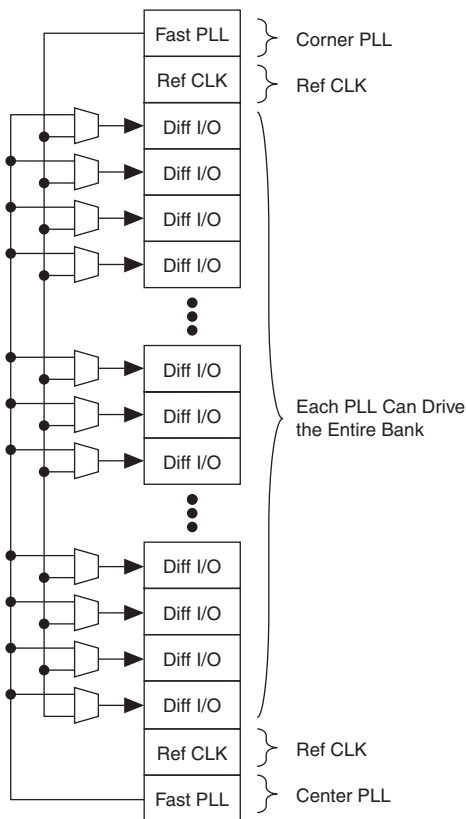 Fast PLL
Corner PLL
Ref CLK
Ref CLK
Diff I/O
Diff I/O
Diff I/O
Diff I/O
Diff I/O
Diff I/O
Diff I/O
Each PLL Can Drive
the Entire Bank
Diff I/O
Diff I/O
Diff I/O
Diff I/O
Ref CLK
Ref CLK
Fast PLL
Center PLL